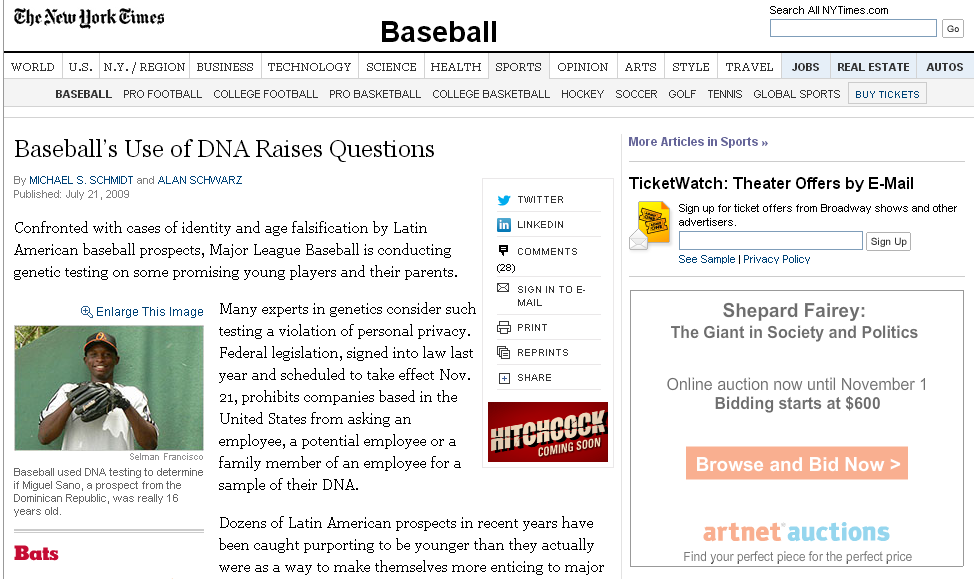 The New York Times
Baseball
Search All NYTimes.com
Go
WORLD U.S. N.Y. / REGION BUSINESS TECHNOLOGY SCIENCE HEALTH SPORTS OPINION ARTS STYLE TRAVEL JOBS REAL ESTATE AUTOS
BASEBALL PRO FOOTBALL COLLEGE FOOTBALL PRO BASKETBALL COLLEGE BASKETBALL HOCKEY SOCCER GOLF TENNIS GLOBAL SPORTS BUY TICKETS
Baseball's Use of DNA Raises Questions
By MICHAEL S. SCHMIDT and ALAN SCHWARZ
Published: July 21, 2009
Confronted with cases of identity and age falsification by Latin
American baseball prospects, Major League Baseball is conducting
genetic testing on some promising young players and their parents.
Enlarge This Image
Selman Francisco
Baseball used DNA testing to determine
if Miguel Sano, a prospect from the
Dominican Republic, was really 16
years old.
Bats
Many experts in genetics consider such
testing a violation of personal privacy.
Federal legislation, signed into law last
year and scheduled to take effect Nov.
21, prohibits companies based in the
United States from asking an
employee, a potential employee or a
family member of an employee for a
sample of their DNA.
Dozens of Latin American prospects in recent years have
been caught purporting to be younger than they actually
were as a way to make themselves more enticing to major
TWITTER
LINKEDIN
COMMENTS
(28)
SIGN IN TO E-
MAIL
PRINT
REPRINTS
SHARE
HITCHCOCK
COMING SOON
More Articles in Sports »
TicketWatch: Theater Offers by E-Mail
Sign up for ticket offers from Broadway shows and other
advertisers.
Sign Up
See Sample | Privacy Policy
Shepard Fairey:
The Giant in Society and Politics
Online auction now until November 1
Bidding starts at $600
Browse and Bid Now >
artnet® auctions
Find your perfect piece for the perfect price